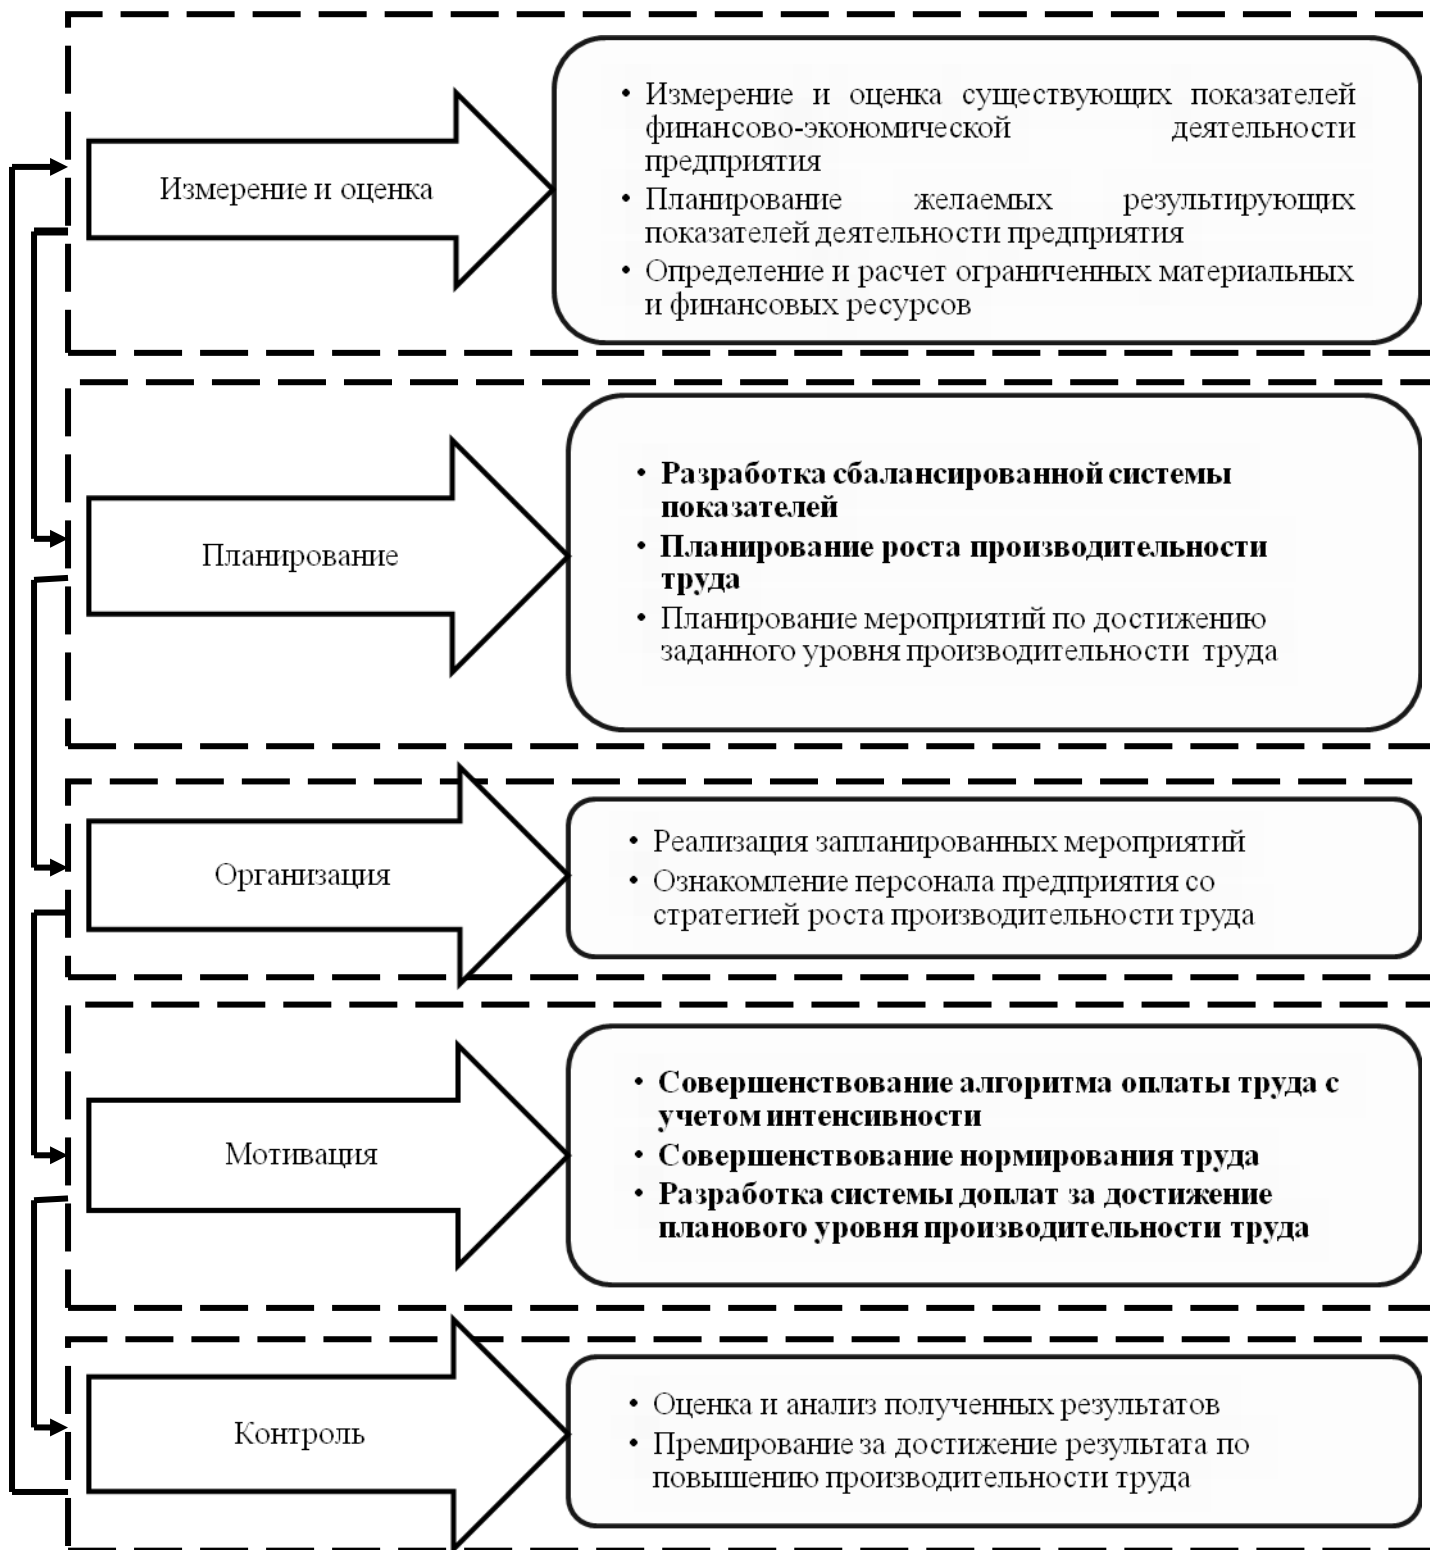 Измерение и оценка
• Измерение и оценка существующих показателей
финансово-экономической деятельности
предприятия
• Планирование желаемых результирующих
показателей деятельности предприятия
• Определение и расчет ограниченных материальных
и финансовых ресурсов
Планирование
• Разработка сбалансированной системы
показателей
• Планирование роста производительности
труда
• Планирование мероприятий по достижению
заданного уровня производительности труда
Организация
• Реализация запланированных мероприятий
• Ознакомление персонала предприятия со
стратегией роста производительности труда
Мотивация
• Совершенствование алгоритма оплаты труда с
учетом интенсивности
• Совершенствование нормирования труда
• Разработка системы доплат за достижение
планового уровня производительности труда
Контроль
• Оценка и анализ полученных результатов
• Премирование за достижение результата по
повышению производительности труда